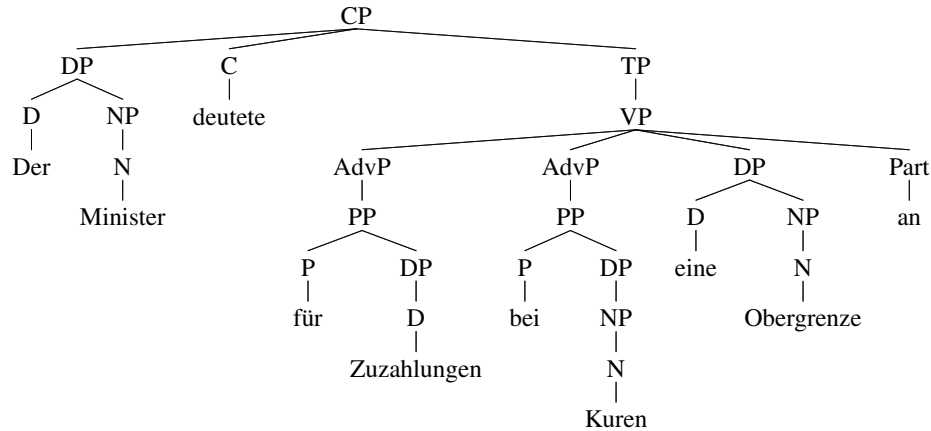 CP
DP C TP
D NP deutete VP
Der N AdvP AdvP DP Part
Minister PP PP D NP an
P DP P DP eine N
für D bei NP Obergrenze
Zuzahlungen N
Kuren